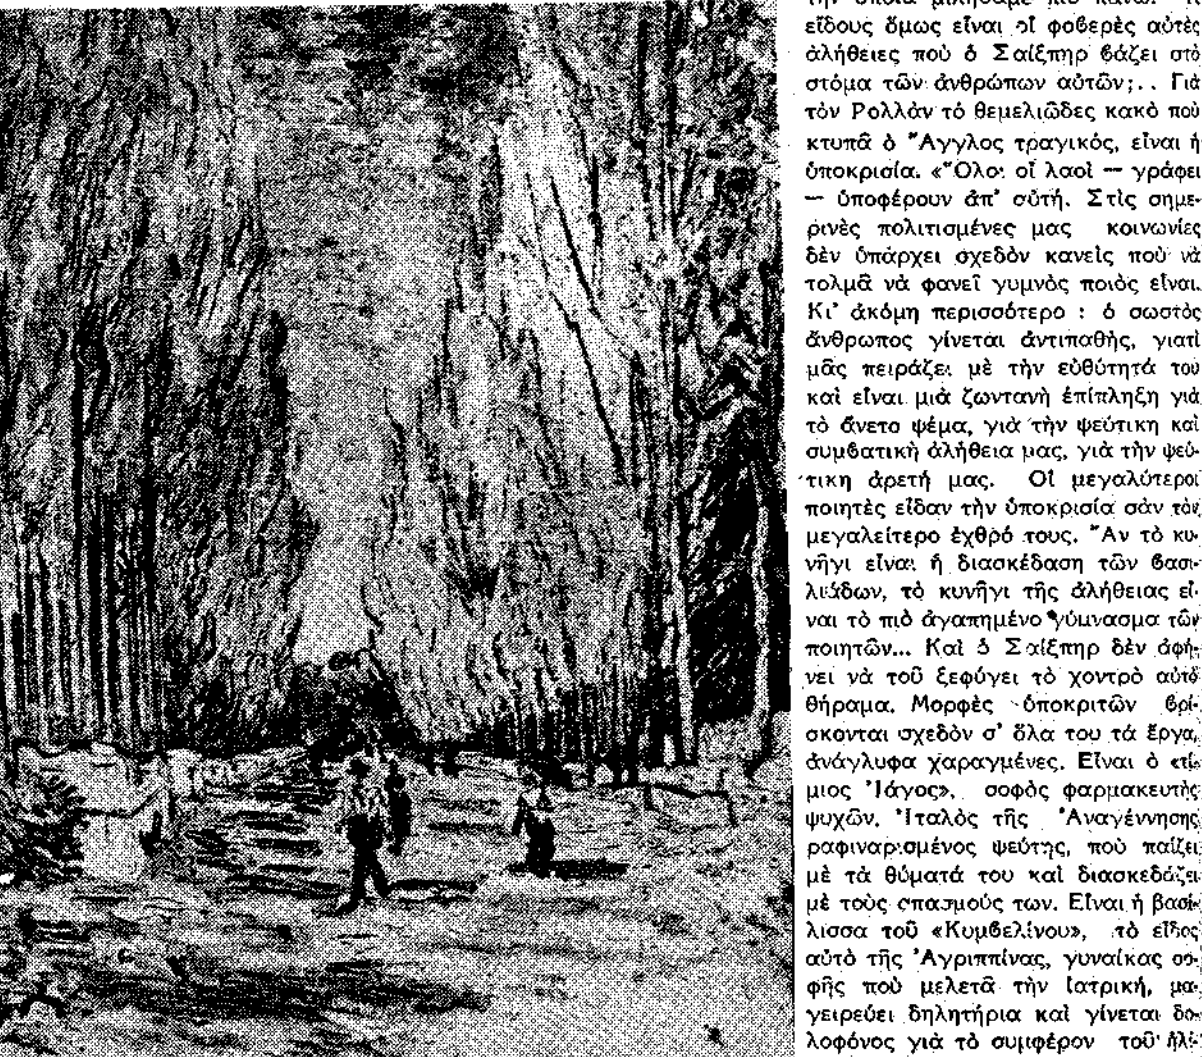 εἴδους ὅμως εἶναι οἱ φοβερὲς αὐτὲς
ἀλήθειες ποὺ ὁ Σαίξπηρ βάζει στὸ
στόμα τῶν ἀνθρώπων αὐτῶν;.. Γιὰ
τὸν Ρολλὰν τὸ θεμελιῶδες κακὸ ποὺ
κτυπᾶ ὁ Ἄγγλος τραγικός, εἶναι ἡ
ὑποκρισία. «Ὅλοι οἱ λαοὶ — γράφει
— ὑποφέρουν ἀπ' αὐτή. Στὶς σημε-
ρινὲς πολιτισμένες μας κοινωνίες
δὲν ὑπάρχει σχεδὸν κανεὶς ποὺ νὰ
τολμᾶ νὰ φανεῖ γυμνὸς ποιὸς εἶναι.
Κι' ἀκόμη περισσότερο : ὁ σωστὸς
ἄνθρωπος γίνεται ἀντιπαθὴς, γιατὶ
μᾶς πειράζει μὲ τὴν εὐθύτητά του
καὶ εἶναι μιὰ ζωντανὴ ἐπίπληξη γιὰ
τὸ ἄνετο ψέμα, γιὰ τὴν ψεύτικη καὶ
συμβατικὴ ἀλήθεια μας, γιὰ τὴν ψεύ-
τικη ἀρετή μας. Οἱ μεγαλύτεροι
ποιητὲς εἶδαν τὴν ὑποκρισία σὰν τὸν
μεγαλείτερο ἐχθρό τους. Ἂν τὸ κυ-
νῆγι εἶναι ἡ διασκέδαση τῶν βασι-
λιάδων, τὸ κυνῆγι τῆς ἀλήθειας εἶ-
ναι τὸ πιὸ ἀγαπημένο γύμνασμα τῶν
ποιητῶν... Καὶ ὁ Σαίξπηρ δὲν ἀφή-
νει νὰ τοῦ ξεφύγει τὸ χοντρὸ αὐτὸ
θήραμα. Μορφὲς ὑποκριτῶν βρί-
σκονται σχεδὸν σ' ὅλα του τὰ ἔργα,
ἀνάγλυφα χαραγμένες. Εἶναι ὁ «τί-
μιος Ἰάγος», σοφὸς φαρμακευτὴς
ψυχῶν, Ἰταλὸς τῆς Ἀναγέννησης
ραφιναρισμένος ψεύτης, ποὺ παίζει
μὲ τὰ θύματά του καὶ διασκεδάζει
μὲ τοὺς σπασμούς των. Εἶναι ἡ βασί-
λισσα τοῦ «Κυμβελίνου», τὸ εἶδος
αὐτὸ τῆς Ἀγριππίνας, γυναίκας σο-
φῆς ποὺ μελετᾶ τὴν ἰατρική, μα-
γειρεύει δηλητήρια καὶ γίνεται δο-
λοφόνος γιὰ τὸ συμφέρον τοῦ ἠλί-